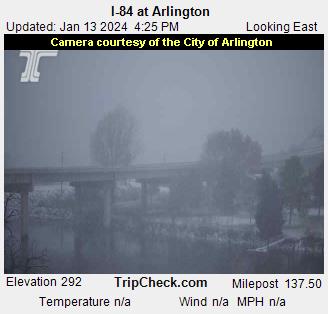 I-84 at Arlington
Updated: Jan 13 2024 4:25 PM Looking East
Camera courtesy of the City of Arlington
Elevation 292 TripCheck.com Milepost 137.50
Temperature n/a Wind n/a MPH n/a